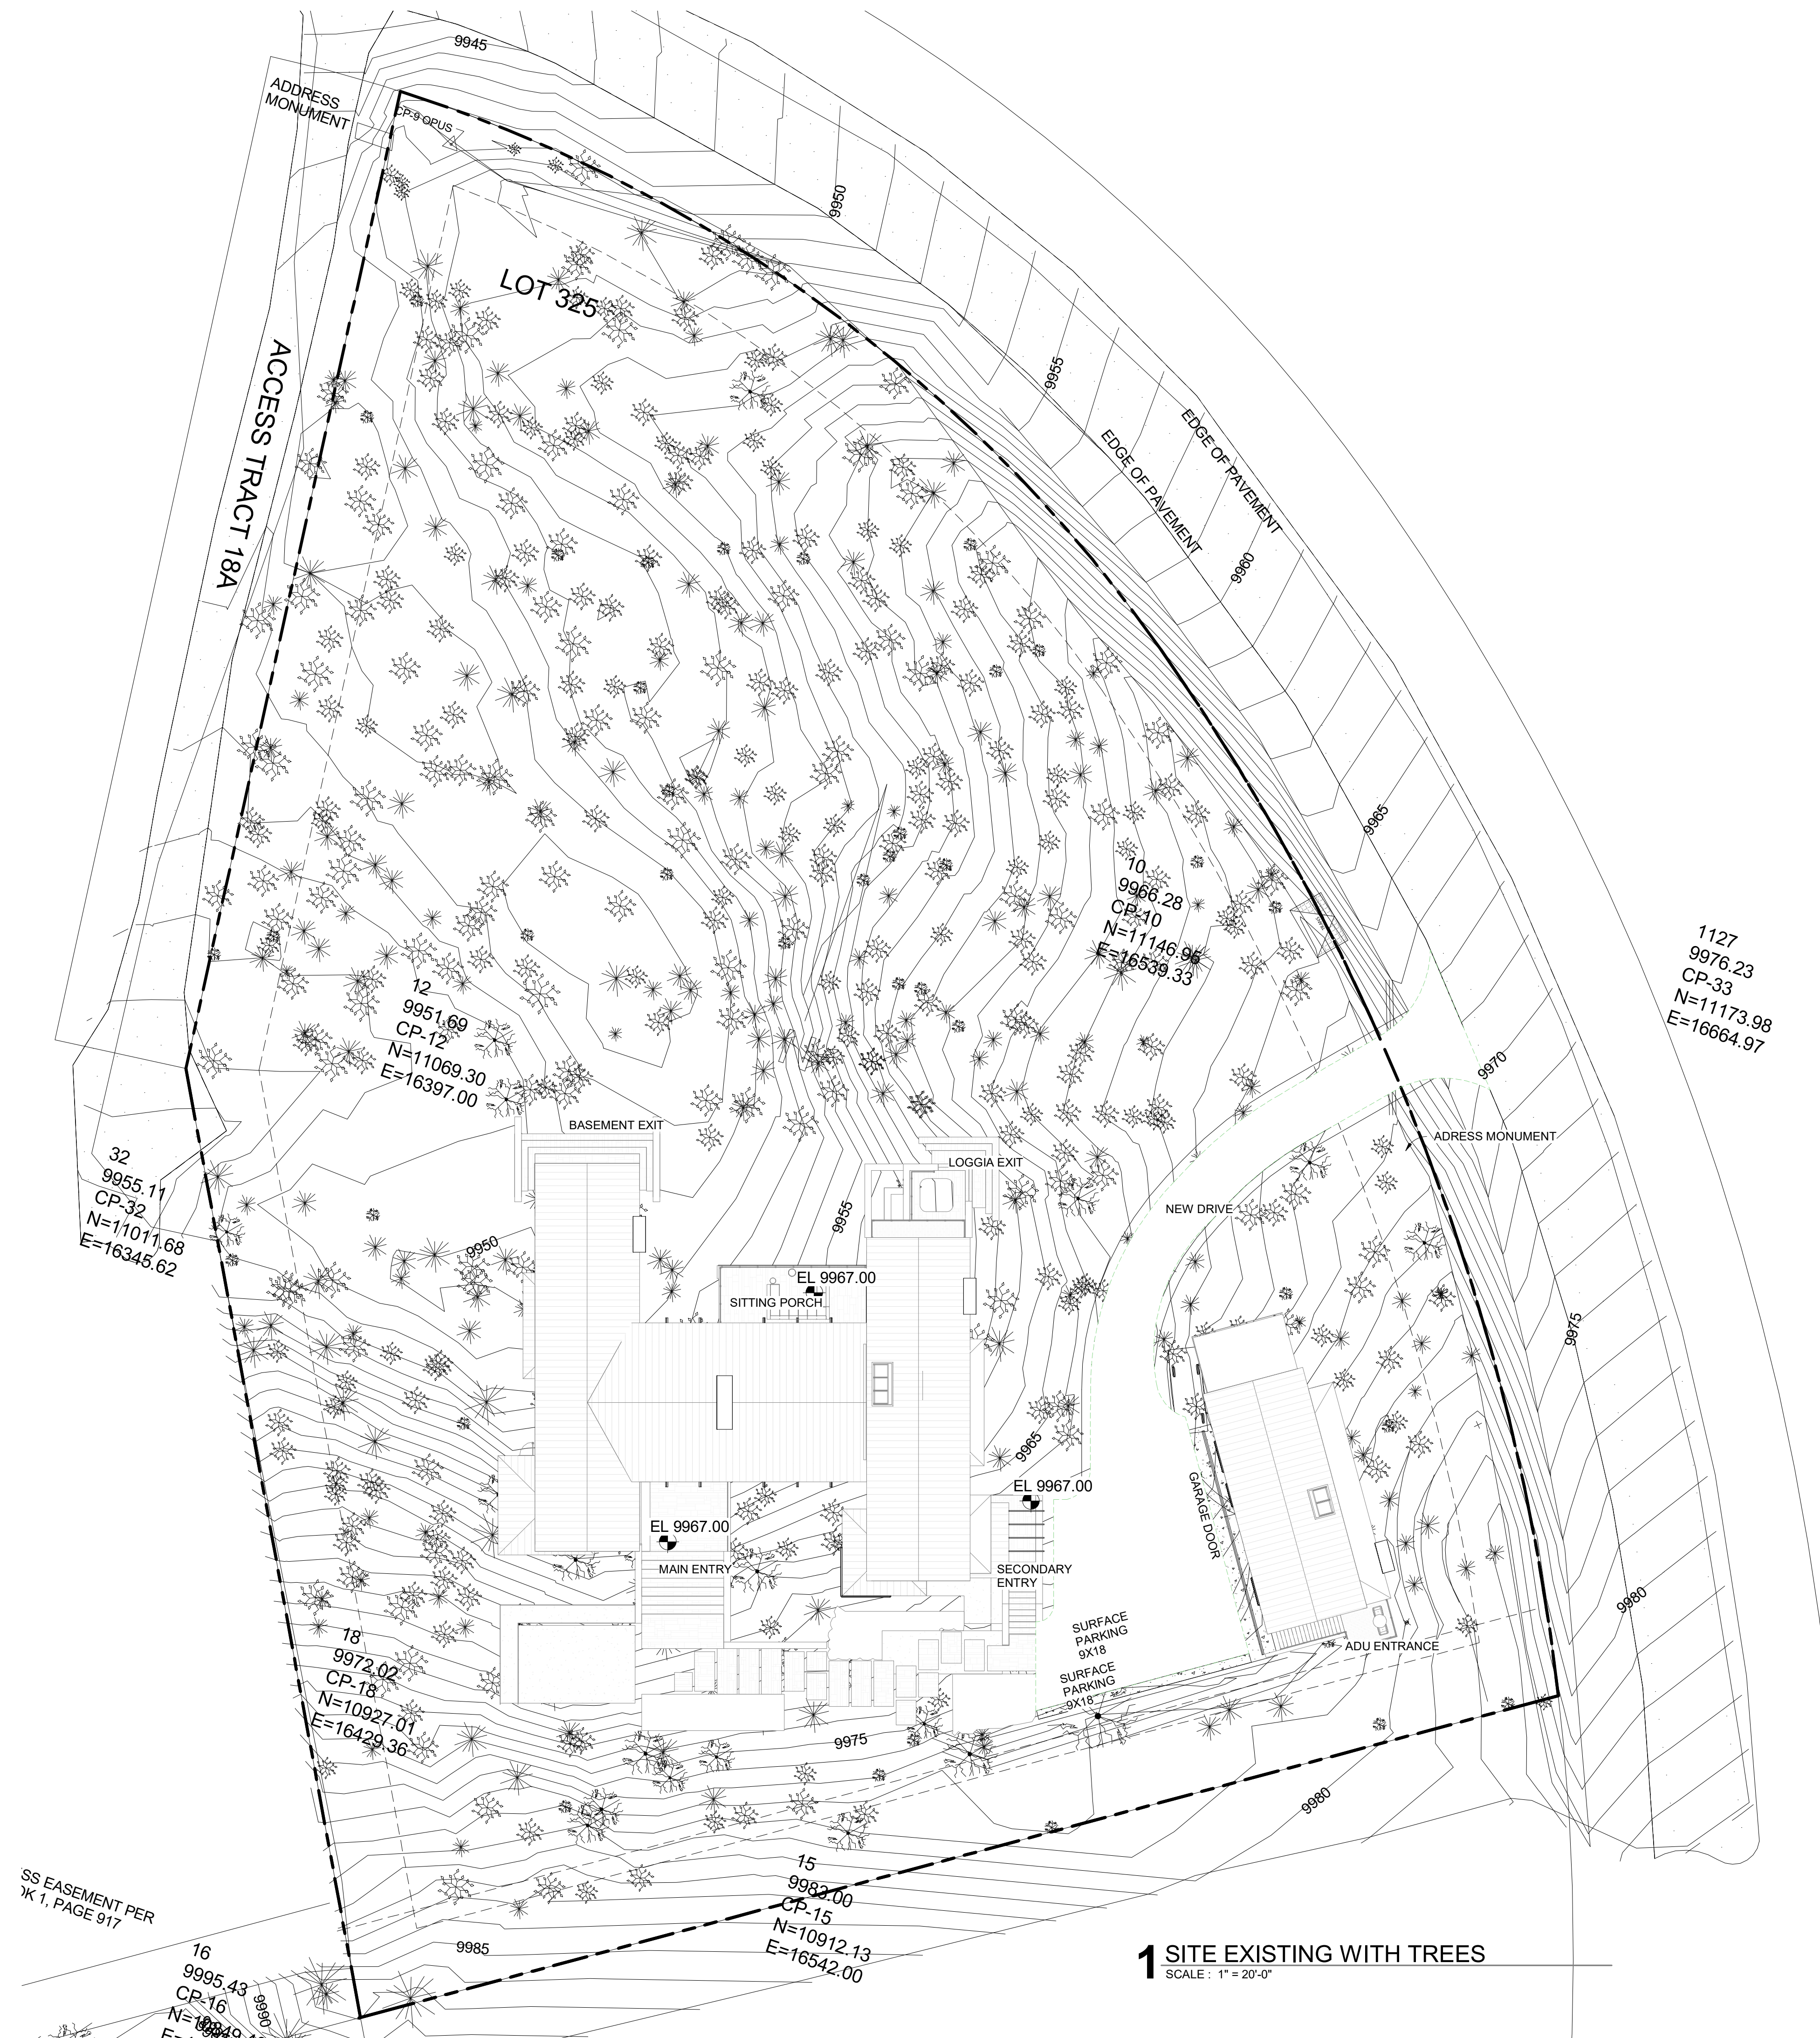 9945
ADDRESS
MONUMENT
CP-9 OPUS
9950
LOT 325
ACCESS TRACT 18A
9955
EDGE OF PAVEMENT
EDGE OF PAVEMENT
9960
9965
10
9966.28
CP-10
N=11146.96
E=16539.33
1127
9976.23
CP-33
N=11173.98
E=16664.97
12
9951.69
CP-12
N=11069.30
E=16397.00
9970
BASEMENT EXIT
ADRESS MONUMENT
LOGGIA EXIT
32
9955.11
CP-32
N=11011.68
E=16345.62
NEW DRIVE
9955
9950
EL 9967.00
SITTING PORCH
9975
9965
EL 9967.00
GARAGE DOOR
EL 9967.00
MAIN ENTRY
SECONDARY
ENTRY
9980
SURFACE
PARKING
9X18
ADU ENTRANCE
SURFACE
PARKING
9X18
18
9972.02
CP-18
N=10927.01
E=16429.36
9975
9980
15
9983.00
CP-15
N=10912.13
E=16542.00
SS EASEMENT PER
OK 1, PAGE 917
9985
16
9995.43
CP-16
9990
1 SITE EXISTING WITH TREES
SCALE : 1" = 20'-0"